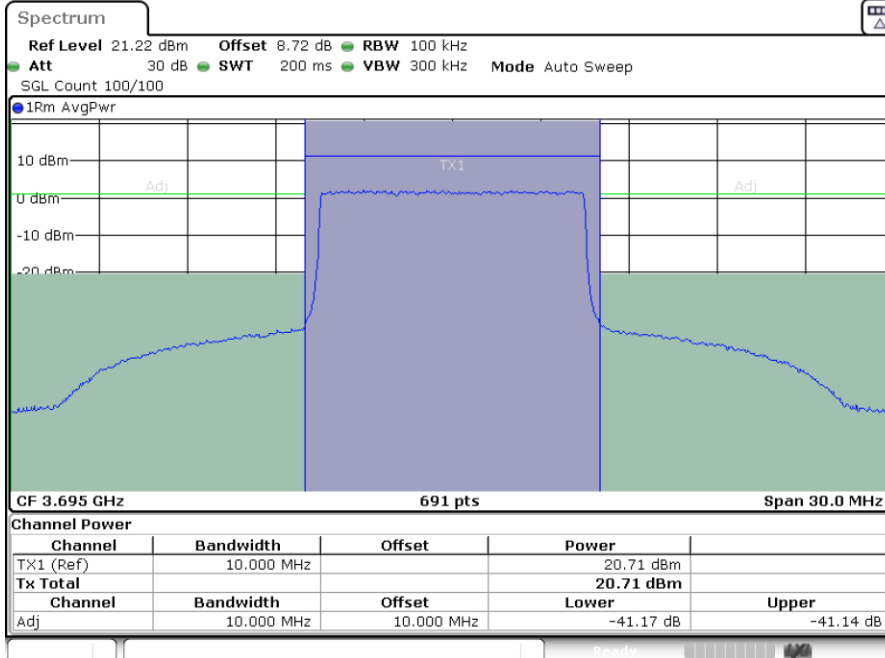 Spectrum
Ref Level 21.22 dBm Offset 8.72 dB RBW 100 kHz
Att 30 dB SWT 200 ms VBW 300 kHz Mode Auto Sweep
SGL Count 100/100
1Rm AvgPwr
10 dBm
TX1
Adj Adj
0 dBm
-10 dBm
-20 dBm
CF 3.695 GHz 691 pts Span 30.0 MHz
Channel Power
Channel Bandwidth Offset Power
TX1 (Ref) 10.000 MHz 20.71 dBm
Tx Total 20.71 dBm
Channel Bandwidth Offset Lower Upper
Adj 10.000 MHz 10.000 MHz -41.17 dB -41.14 dB
Ready